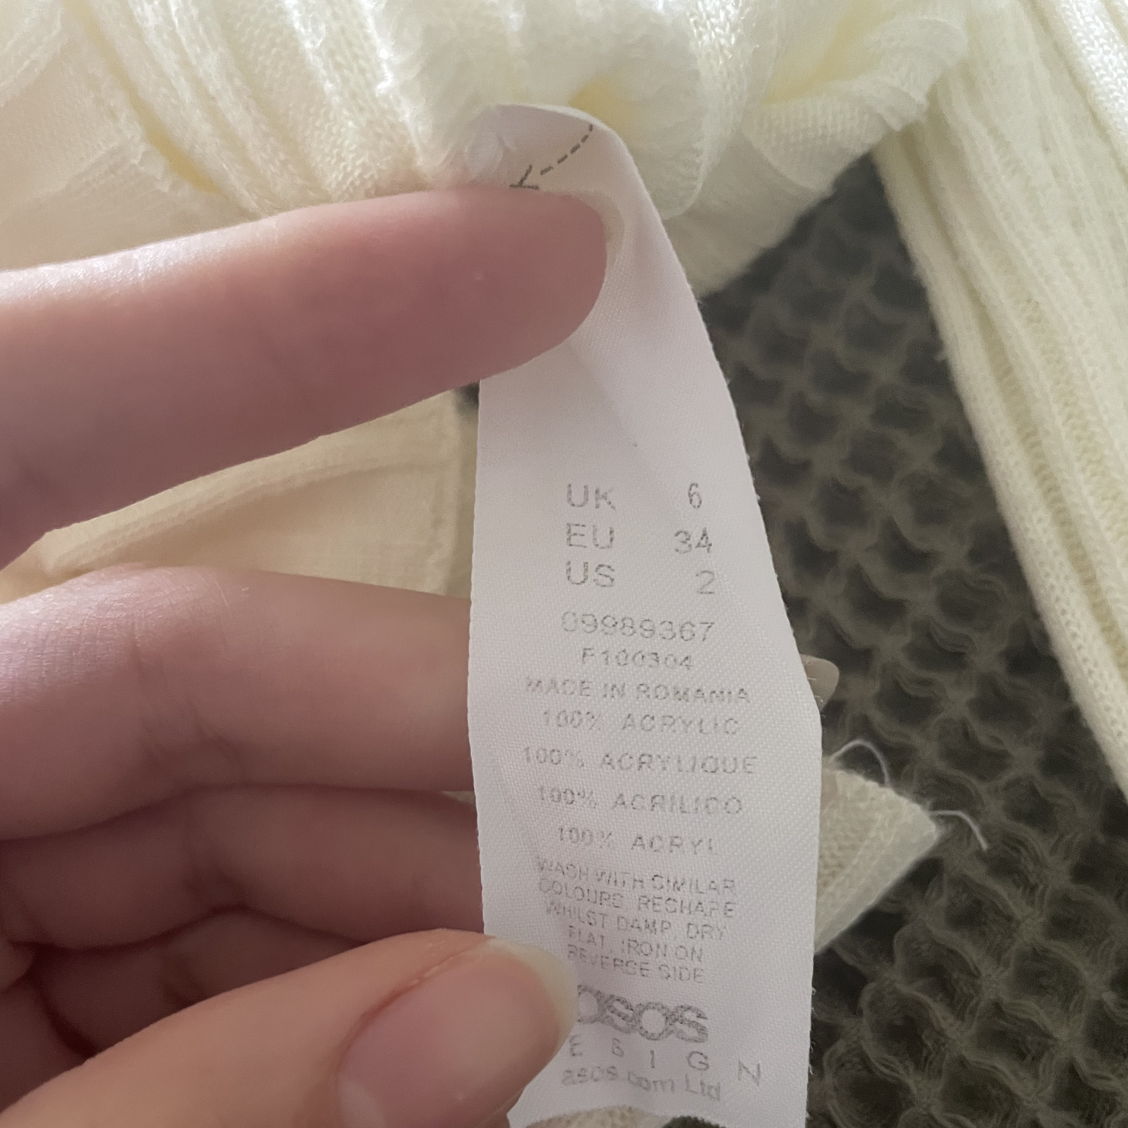 UK 6
EU 34
US 2
09989367
F100304
MADE IN ROMANIA
100% ACRYLIC
100% ACRYLIQUE
100% ACRILICO
100% ACRYL
WASH WITH SIMILAR
COLOURS. RESHAPE
WHILST DAMP. DRY
FLAT. IRON ON
REVERSE SIDE
asos
E S I G N
asos.com Ltd